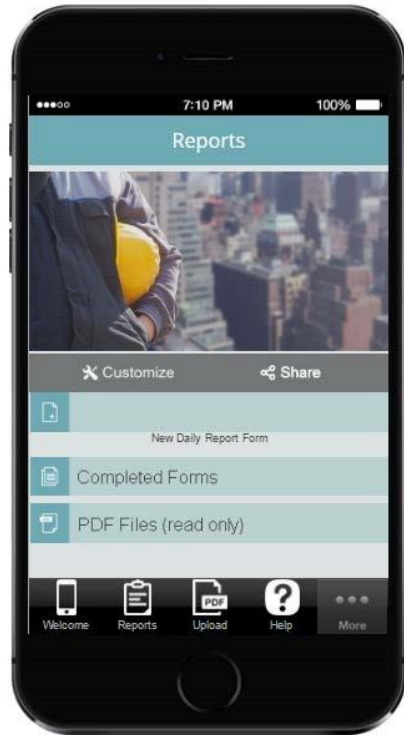 7:10 PM 100%
Reports
Customize Share
New Daily Report Form
Completed Forms
PDF Files (read only)
PDF
?
Welcome Reports Upload Help More